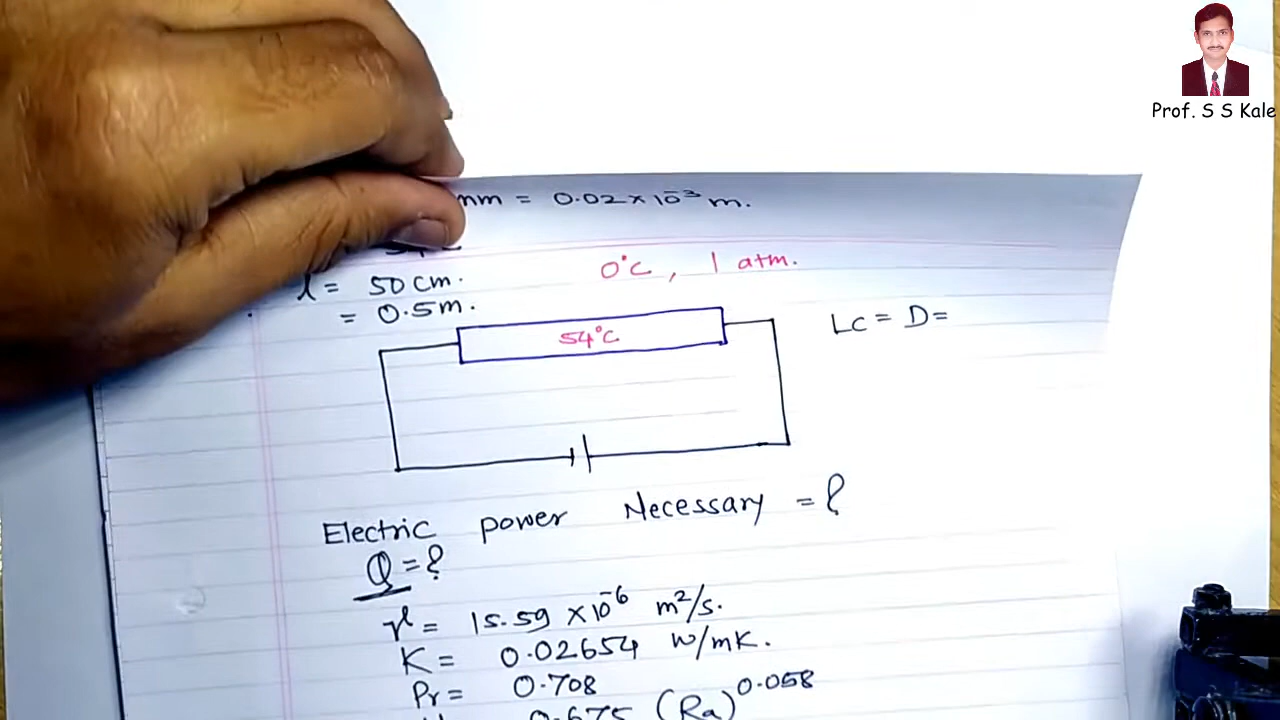 Prof. S S Kale
mm = 0.02 × 10⁻³ m.
l = 50 cm.
0°C, 1 atm.
= 0.5 m.
54°C
Lc = D =
Electric power Necessary = ?
Q = ?
γ = 15.59 × 10⁻⁶ m²/s.
K = 0.02654 W/mK.
Pr = 0.708
0.675 (Ra)^0.058